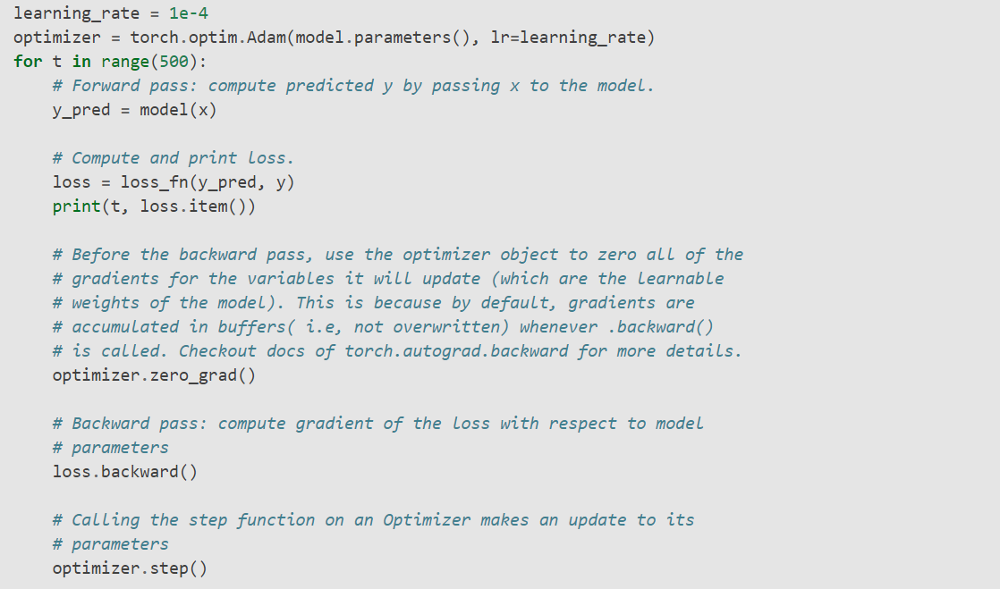 learning_rate = 1e-4
optimizer = torch.optim.Adam(model.parameters(), lr=learning_rate)
for t in range(500):
    # Forward pass: compute predicted y by passing x to the model.
    y_pred = model(x)

    # Compute and print loss.
    loss = loss_fn(y_pred, y)
    print(t, loss.item())

    # Before the backward pass, use the optimizer object to zero all of the
    # gradients for the variables it will update (which are the learnable
    # weights of the model). This is because by default, gradients are
    # accumulated in buffers( i.e, not overwritten) whenever .backward()
    # is called. Checkout docs of torch.autograd.backward for more details.
    optimizer.zero_grad()

    # Backward pass: compute gradient of the loss with respect to model
    # parameters
    loss.backward()

    # Calling the step function on an Optimizer makes an update to its
    # parameters
    optimizer.step()